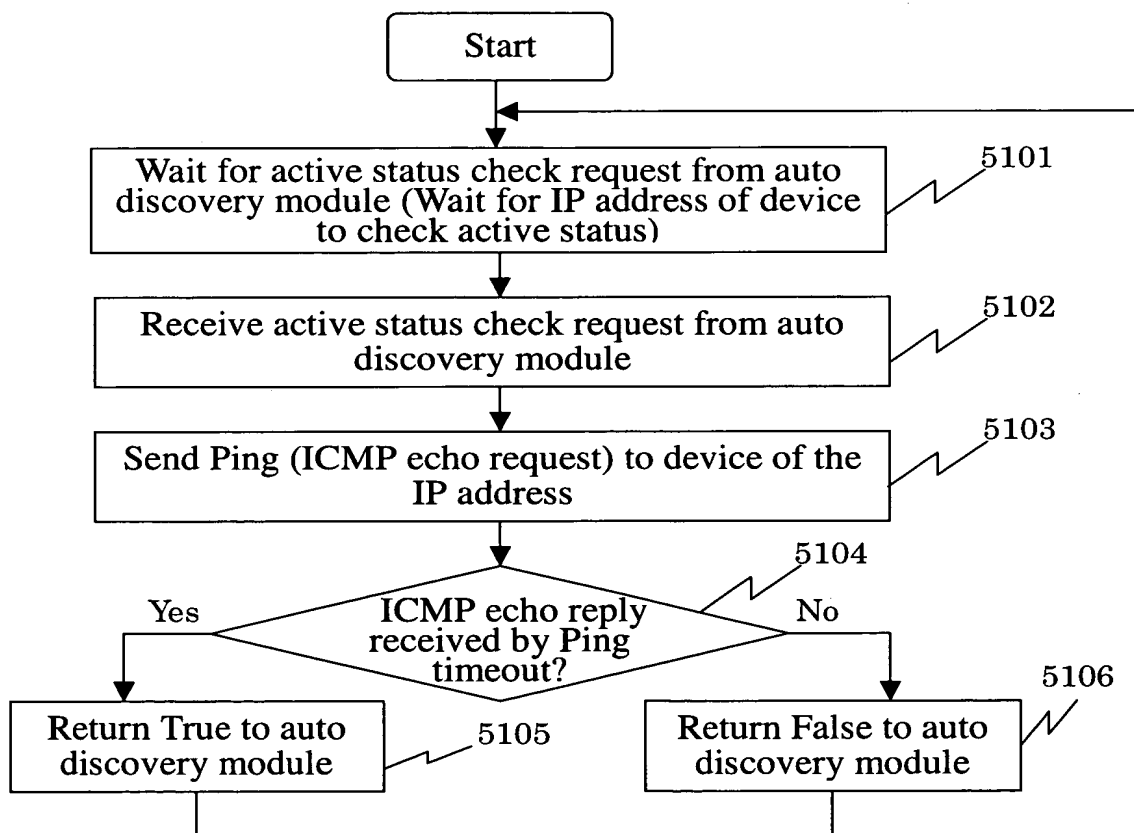 Start
Wait for active status check request from auto
discovery module (Wait for IP address of device
to check active status)
5101
Receive active status check request from auto
discovery module
5102
Send Ping (ICMP echo request) to device of the
IP address
5103
5104
Yes
ICMP echo reply
received by Ping
timeout?
No
Return True to auto
discovery module
5105
Return False to auto
discovery module
5106